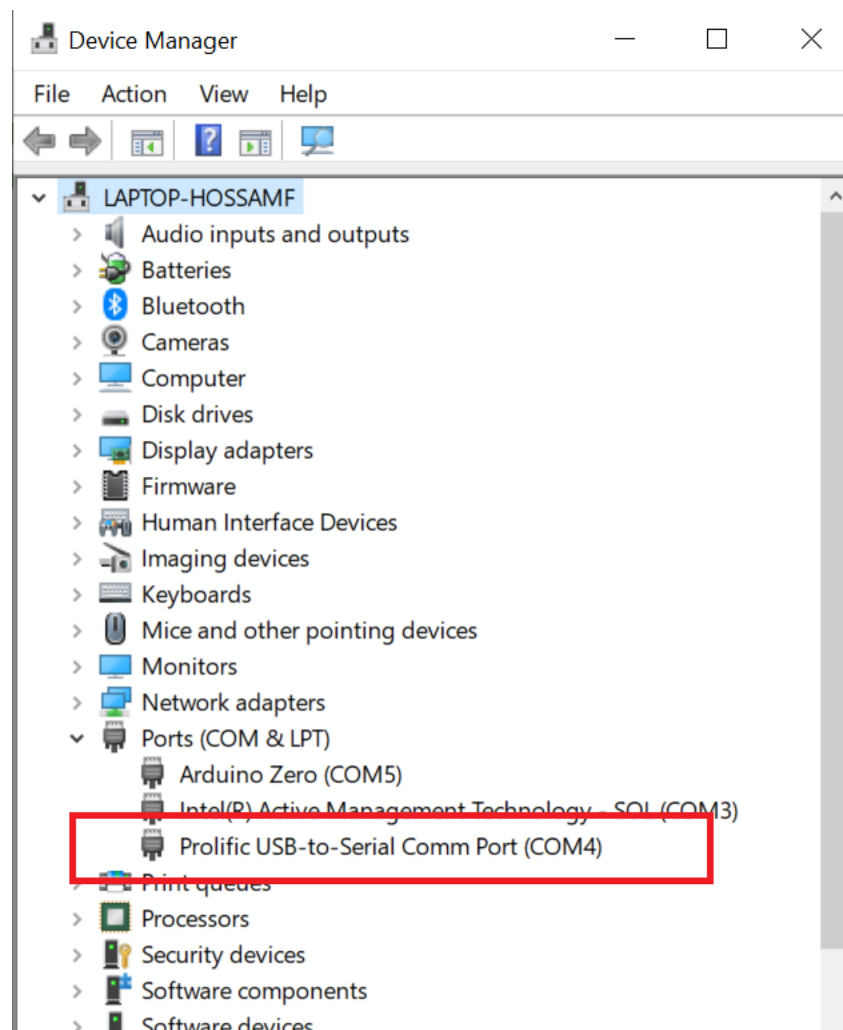 Device Manager
File Action View Help
LAPTOP-HOSSAMF
Audio inputs and outputs
Batteries
Bluetooth
Cameras
Computer
Disk drives
Display adapters
Firmware
Human Interface Devices
Imaging devices
Keyboards
Mice and other pointing devices
Monitors
Network adapters
Ports (COM & LPT)
Arduino Zero (COM5)
Intel(R) Active Management Technology - SOL (COM3)
Prolific USB-to-Serial Comm Port (COM4)
Print queues
Processors
Security devices
Software components
Software devices